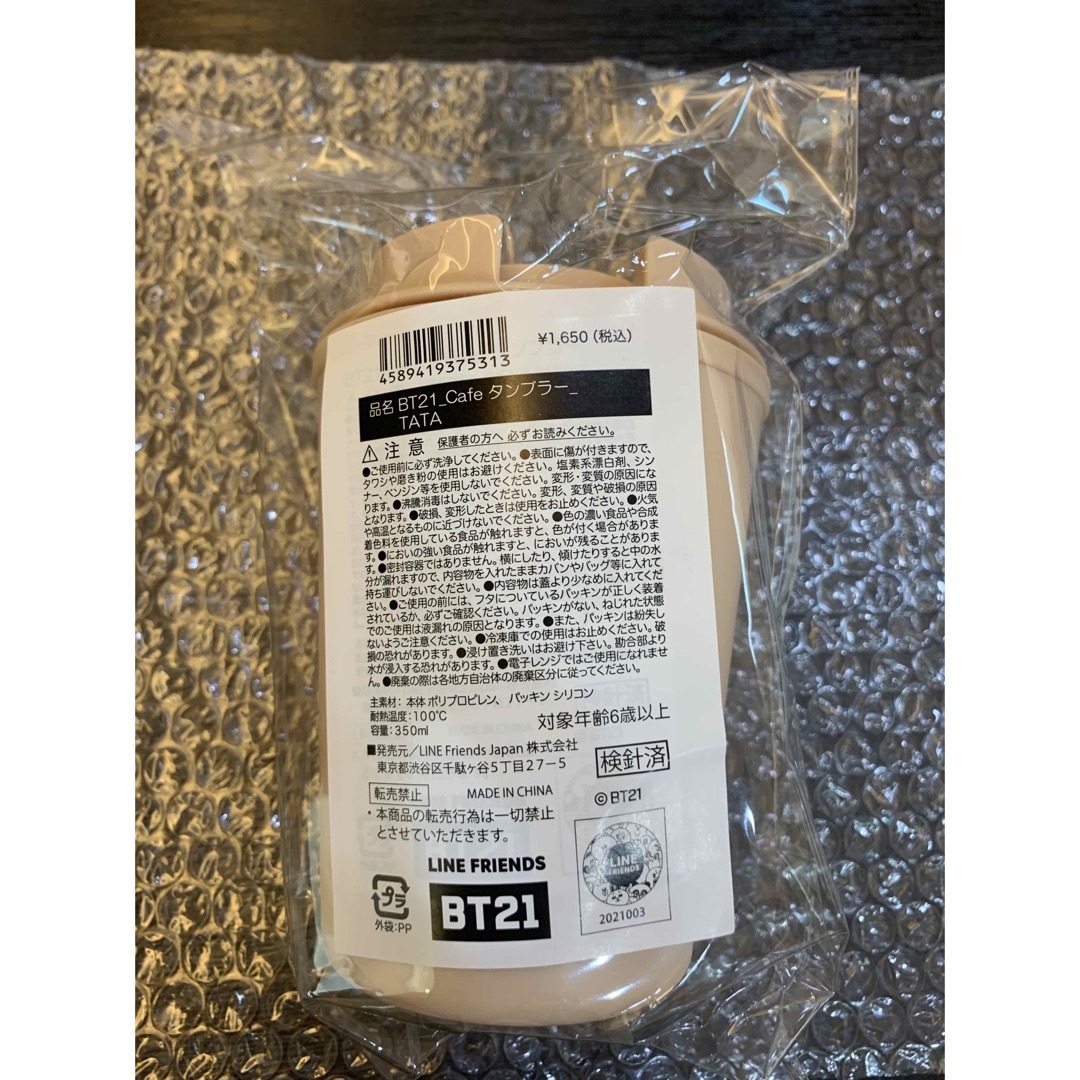 ¥1,650（税込）
4589419375313
品名 BT21_Cafe タンブラー_
TATA
注意 保護者の方へ 必ずお読みください。
●ご使用前に必ず洗浄してください。●表面に傷が付きますので、
タワシや磨き粉の使用はお避けください。塩素系漂白剤、シン
ナー、ベンジン等を使用しないでください。変形・変質の原因にな
ります。●沸騰消毒はしないでください。変形、変質や破損の原因
となります。●破損、変形したときは使用をお止めください。●火気
や高温となるものに近づけないでください。●色の濃い食品や合成
着色料を使用している食品が触れますと、色が付く場合がありま
す。●においの強い食品が触れますと、においが残ることがありま
す。●密封容器ではありません。横にしたり、傾けたりすると中の水
分が漏れますので、内容物を入れたままカバンやバッグ等に入れて
持ち運びしないでください。●内容物は蓋より少なめに入れてくだ
さい。●ご使用の前には、フタについているパッキンが正しく装着
されているか、必ずご確認ください。パッキンがない、ねじれた状態
でのご使用は液漏れの原因となります。●また、パッキンは紛失し
ないようご注意ください。●冷凍庫での使用はお止めください。破
損の恐れがあります。●浸け置き洗いはお避け下さい。勘合部より
水が浸入する恐れがあります。●電子レンジではご使用になれませ
ん。●廃棄の際は各地方自治体の廃棄区分に従ってください。
主素材：本体 ポリプロピレン、パッキン シリコン
耐熱温度：100℃
容量：350ml
対象年齢6歳以上
■発売元／LINE Friends Japan 株式会社
東京都渋谷区千駄ヶ谷5丁目27-5
検針済
転売禁止
MADE IN CHINA
©BT21
・本商品の転売行為は一切禁止
とさせていただきます。
LINE FRIENDS
BT21
プラ
外袋：PP
LINE
FRIENDS
2021003